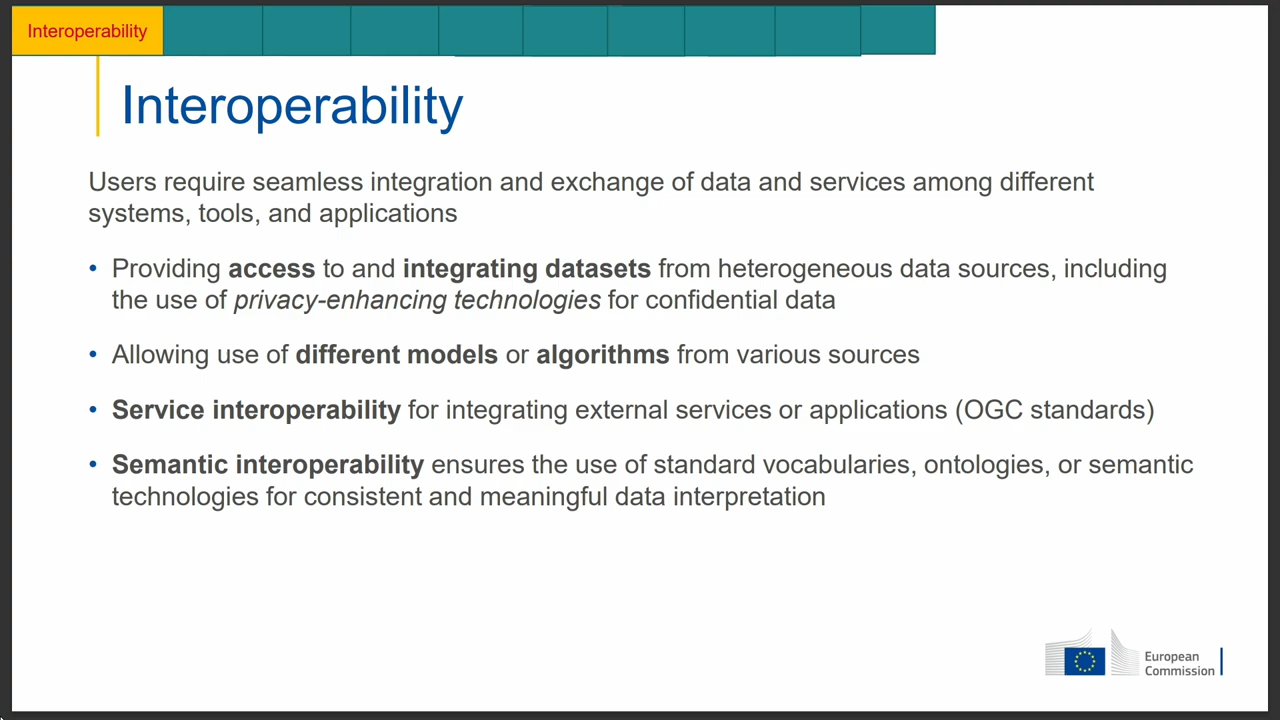 Interoperability
Interoperability
Users require seamless integration and exchange of data and services among different
systems, tools, and applications
• Providing access to and integrating datasets from heterogeneous data sources, including
the use of privacy-enhancing technologies for confidential data
• Allowing use of different models or algorithms from various sources
• Service interoperability for integrating external services or applications (OGC standards)
• Semantic interoperability ensures the use of standard vocabularies, ontologies, or semantic
technologies for consistent and meaningful data interpretation
European
Commission